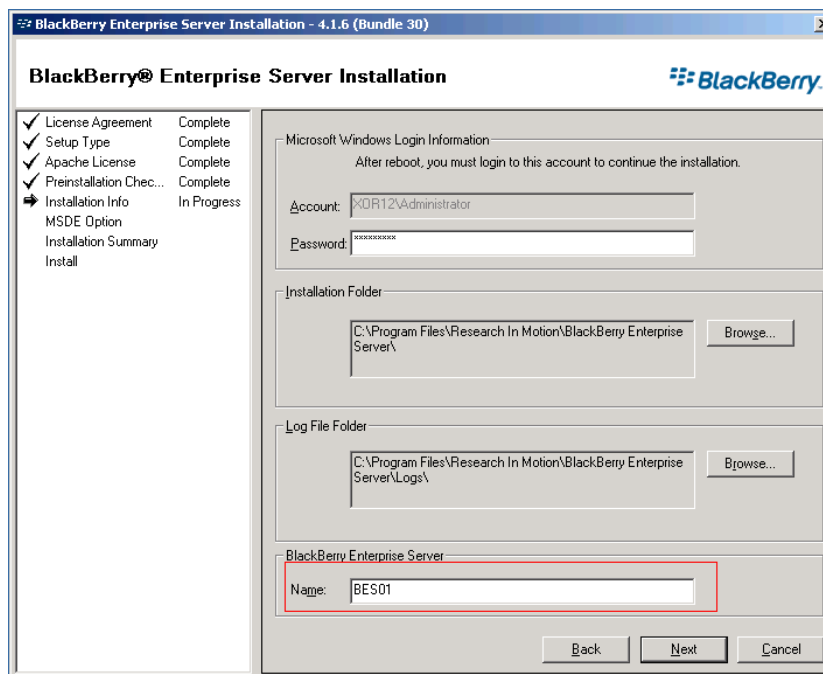 BlackBerry Enterprise Server Installation - 4.1.6 (Bundle 30)
BlackBerry® Enterprise Server Installation
BlackBerry.
License Agreement Complete
Setup Type Complete
Apache License Complete
Preinstallation Chec... Complete
Installation Info In Progress
MSDE Option
Installation Summary
Install
Microsoft Windows Login Information
After reboot, you must login to this account to continue the installation.
Account: XOR12\Administrator
Password: *********
Installation Folder
C:\Program Files\Research In Motion\BlackBerry Enterprise
Server\
Browse...
Log File Folder
C:\Program Files\Research In Motion\BlackBerry Enterprise
Server\Logs\
Browse...
BlackBerry Enterprise Server
Name: BES01
Back Next Cancel